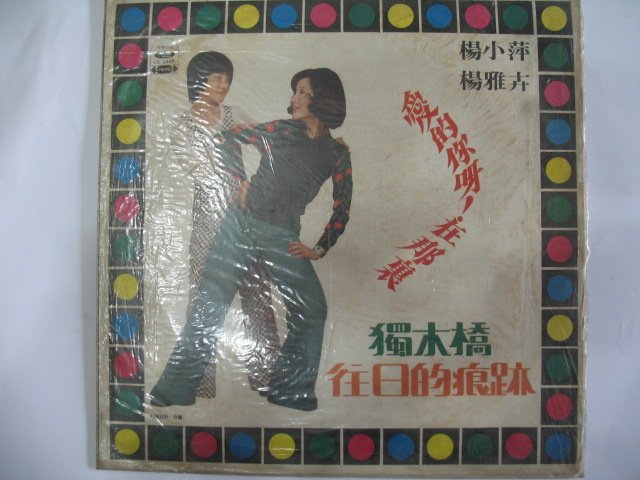 楊小萍
楊雅卉
愛的你呀!在那裏
獨木橋
往日的痕跡